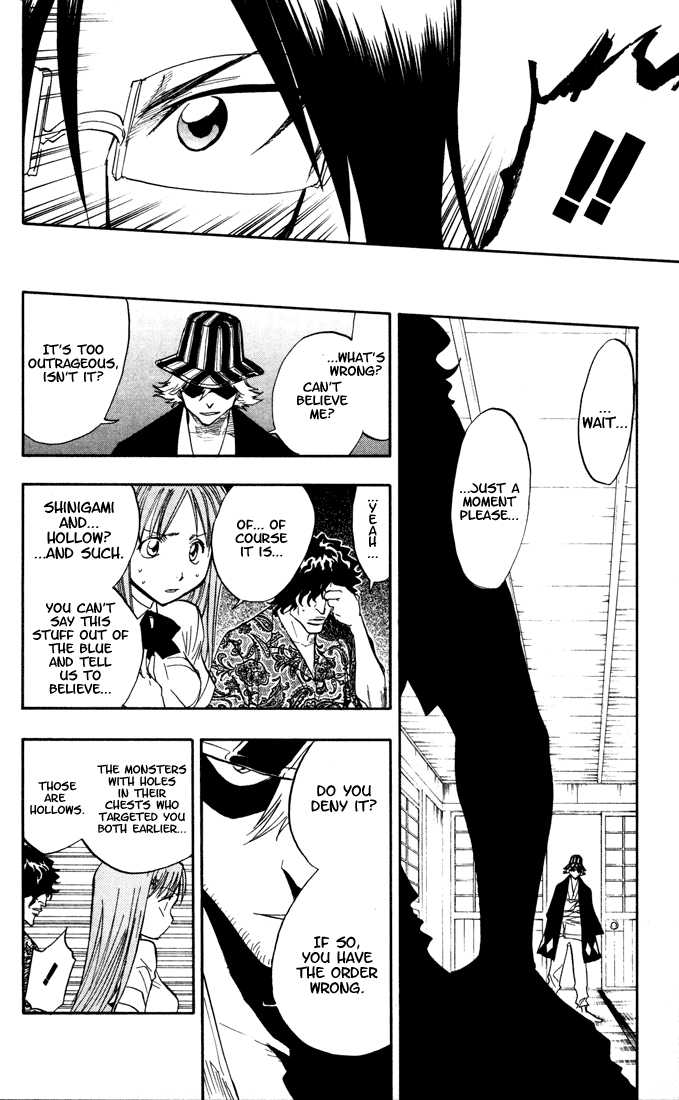 !!
...
WAIT...
...JUST A
MOMENT
PLEASE...
...WHAT'S
WRONG?
CAN'T
BELIEVE
ME?
IT'S TOO
OUTRAGEOUS,
ISN'T IT?
...YEAH...
OF... OF
COURSE
IT IS...
SHINIGAMI
AND...
HOLLOW?
...AND SUCH.
YOU CAN'T
SAY THIS
STUFF OUT OF
THE BLUE
AND TELL
US TO
BELIEVE...
DO YOU
DENY IT?
IF SO,
YOU HAVE
THE ORDER
WRONG.
THE MONSTERS
WITH HOLES
IN THEIR
CHESTS WHO
TARGETED YOU
BOTH EARLIER...
THOSE
ARE
HOLLOWS.